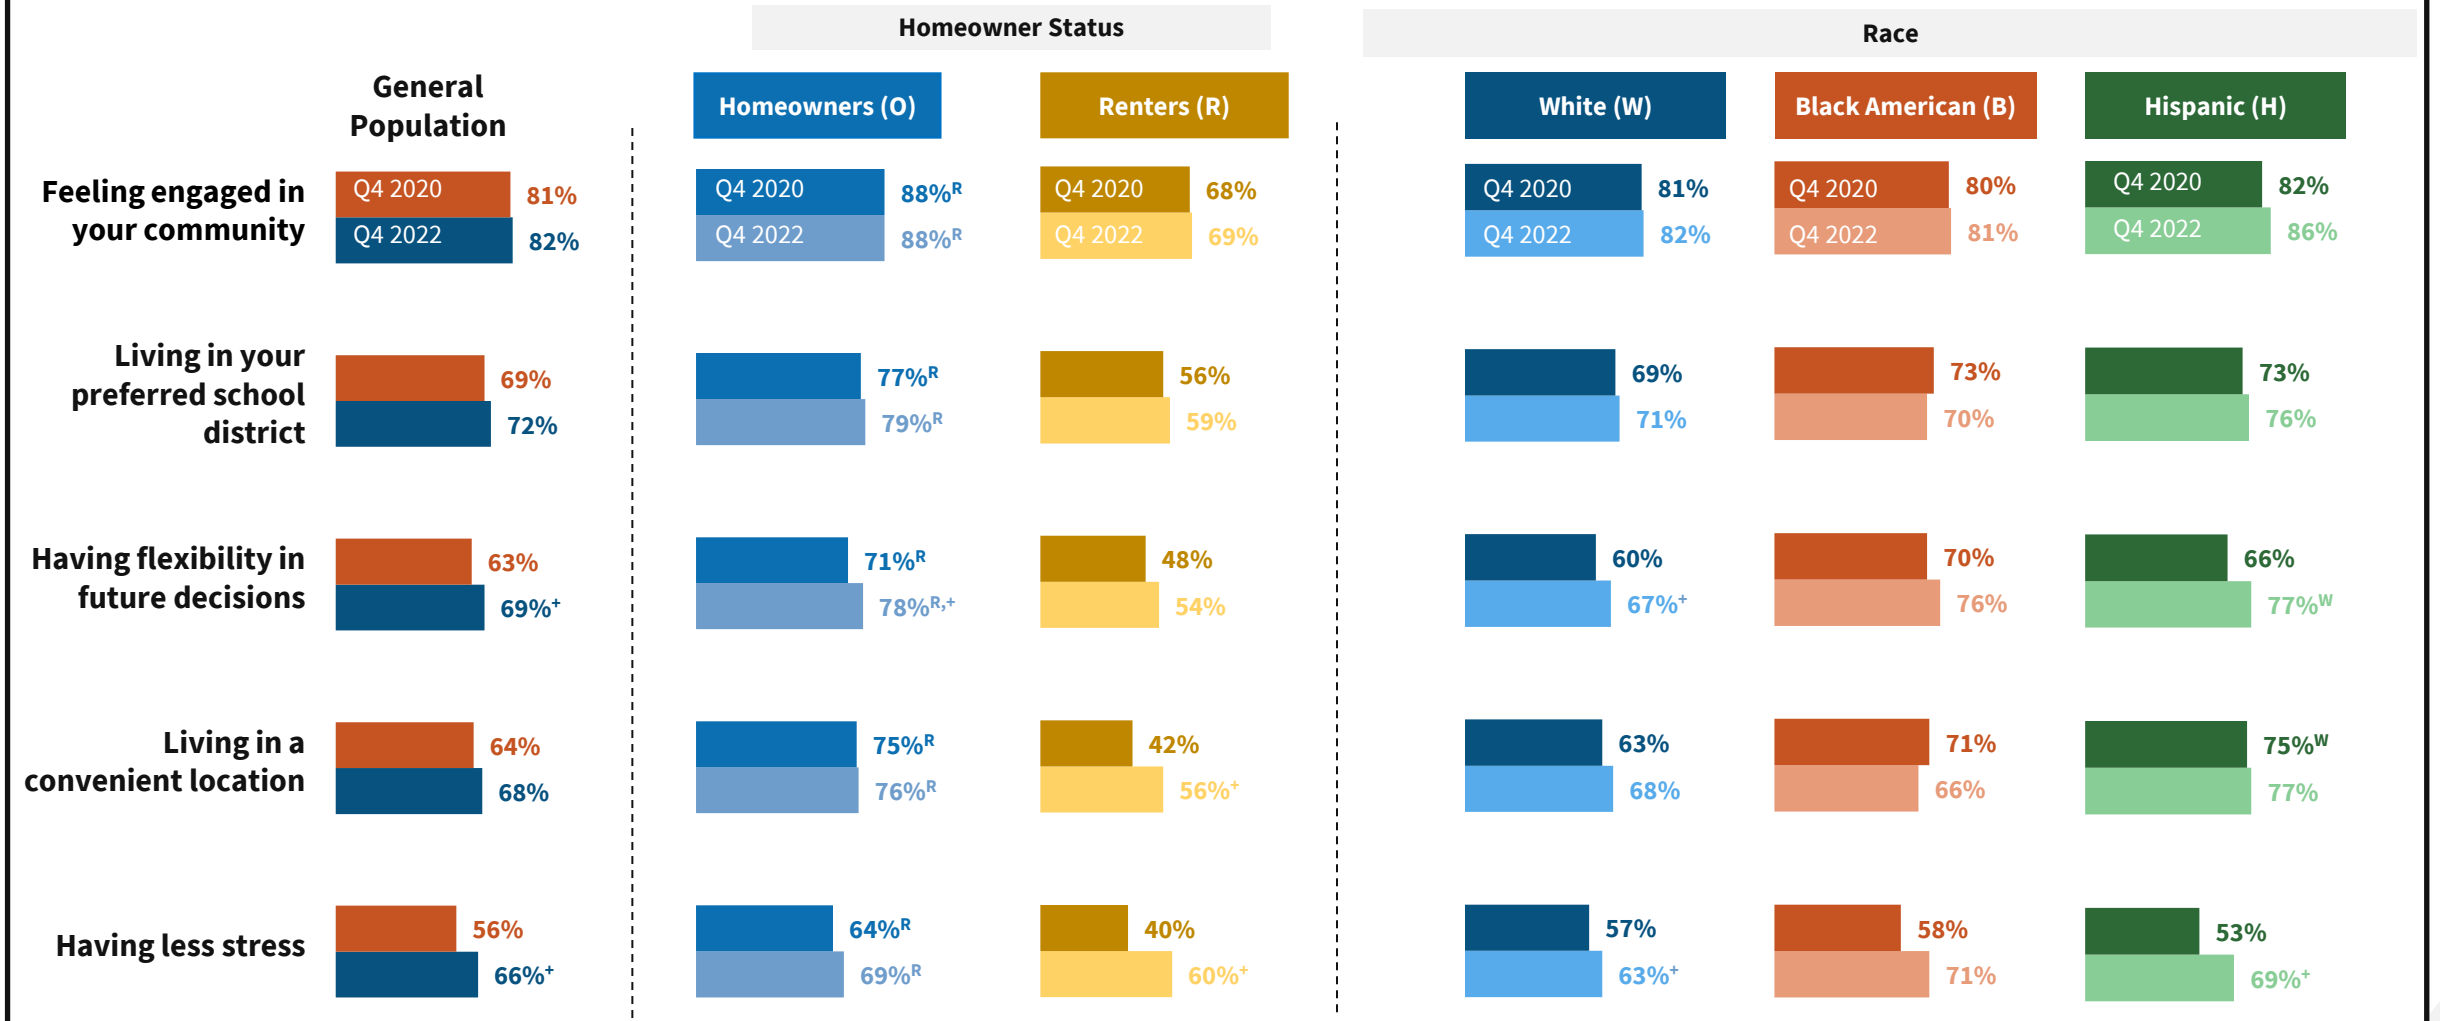 Homeowner Status
Race
General
Population
Homeowners (O)
Renters (R)
White (W)
Black American (B)
Hispanic (H)
Feeling engaged in
your community
Q4 2020 81%
Q4 2022 82%
Q4 2020 88%R
Q4 2022 88%R
Q4 2020 68%
Q4 2022 69%
Q4 2020 81%
Q4 2022 82%
Q4 2020 80%
Q4 2022 81%
Q4 2020 82%
Q4 2022 86%
Living in your
preferred school
district
69%
72%
77%R
79%R
56%
59%
69%
71%
73%
70%
73%
76%
Having flexibility in
future decisions
63%
69%+
71%R
78%R,+
48%
54%
60%
67%+
70%
76%
66%
77%W
Living in a
convenient location
64%
68%
75%R
76%R
42%
56%+
63%
68%
71%
66%
75%W
77%
Having less stress
56%
66%+
64%R
69%R
40%
60%+
57%
63%+
58%
71%
53%
69%+